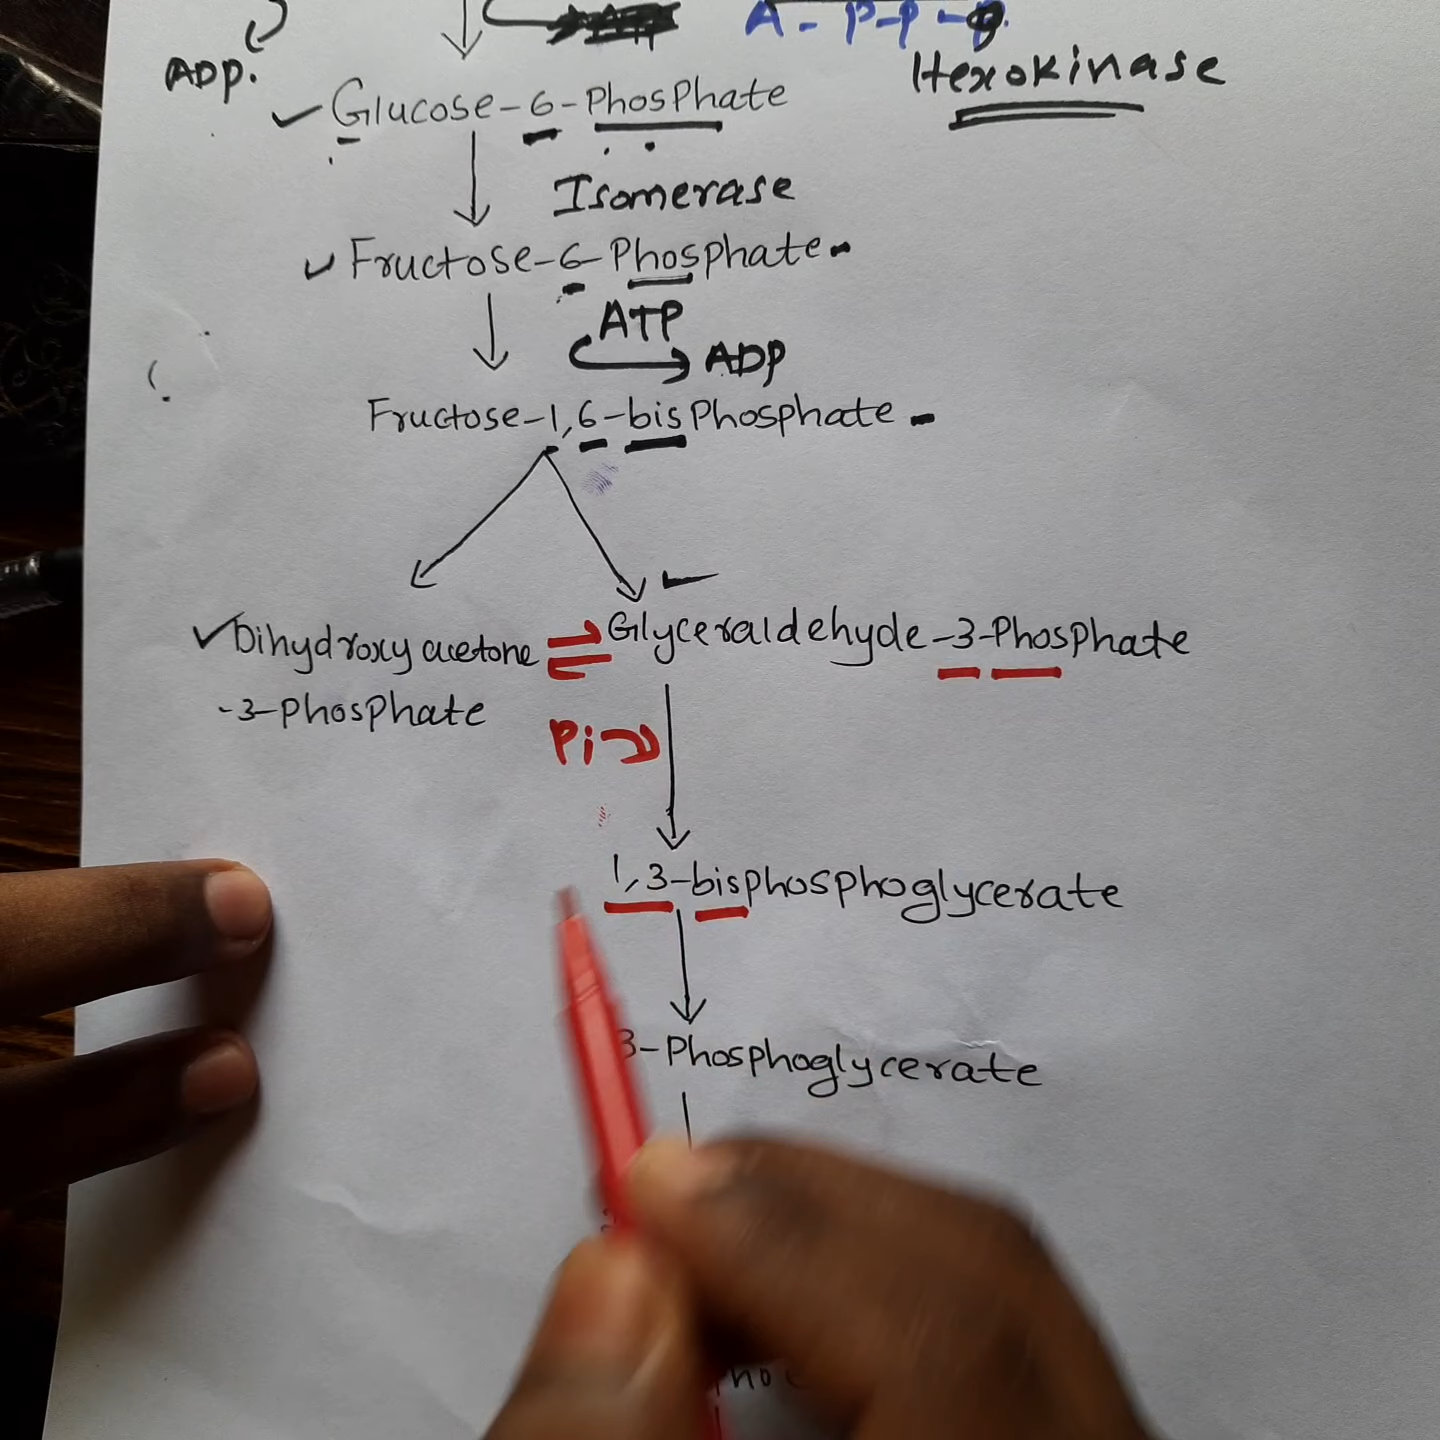 A-P-P-P.
ADP.
Hexokinase
Glucose-6-Phosphate
Isomerase
Fructose-6-Phosphate
ATP
ADP
Fructose-1,6-bisPhosphate
Dihydroxy acetone
-3-phosphate
Glyceraldehyde-3-Phosphate
Pi
1,3-bisphosphoglycerate
3-Phosphoglycerate